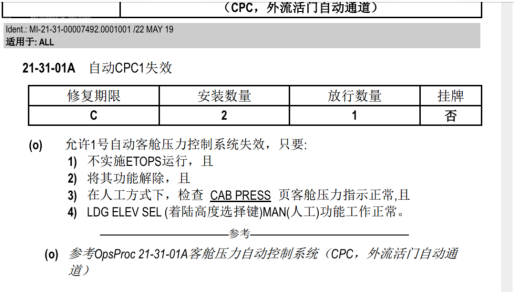 (CPC，外流活门自动通道)
Ident.: MI-21-31-00007492.0001001 /22 MAY 19
适用于: ALL
21-31-01A 自动CPC1失效
修复期限 安装数量 放行数量 挂牌
C 2 1 否
(o) 允许1号自动客舱压力控制系统失效，只要:
1) 不实施ETOPS运行，且
2) 将其功能解除，且
3) 在人工方式下，检查 CAB PRESS 页客舱压力指示正常,且
4) LDG ELEV SEL (着陆高度选择键)MAN(人工)功能工作正常。
参考
(o) 参考OpsProc 21-31-01A客舱压力自动控制系统（CPC，外流活门自动通
道）